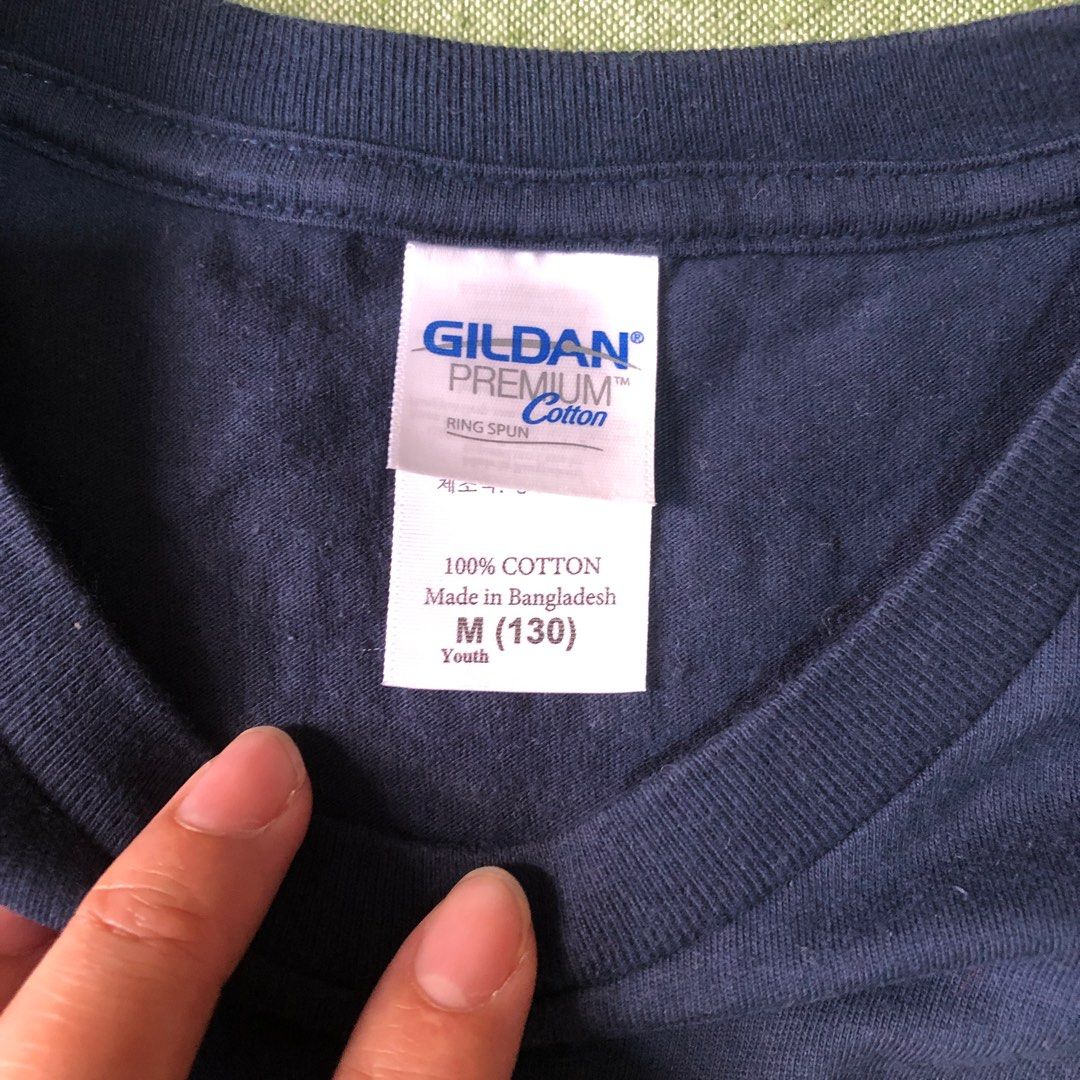 GILDAN®
PREMIUM™
Cotton
RING SPUN
100% COTTON
Made in Bangladesh
M (130)
Youth